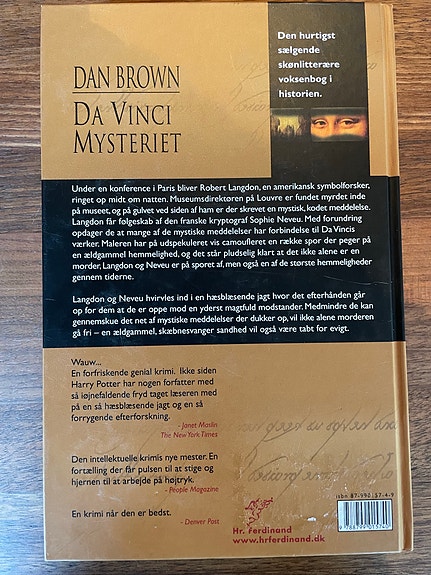 Den hurtigst
sælgende
skønlitterære
voksenbog i
historien.
DAN BROWN
DA VINCI
MYSTERIET
Under en konference i Paris bliver Robert Langdon, en amerikansk symbolforsker,
ringet op midt om natten. Museumsdirektøren på Louvre er fundet myrdet inde
på museet, og på gulvet ved siden af ham er der skrevet en mystisk, kodet meddelelse.
Langdon får følgeskab af den franske kryptograf Sophie Neveu. Med forundring
opdager de at mange af de mystiske meddelelser har forbindelse til Da Vincis
værker. Maleren har på udspekuleret vis camoufleret en række spor der peger på
en ældgammel hemmelighed, og det står pludselig klart at det ikke alene er en
morder, Langdon og Neveu er på sporet af, men også en af de største hemmeligheder
gennem tiderne.
Langdon og Neveu hvirvles ind i en hæsblæsende jagt hvor det efterhånden går
op for dem at de er oppe mod en yderst magtfuld modstander. Medmindre de kan
gennemskue det net af mystiske meddelelser der dukker op, vil ikke alene morderen
gå fri – en ældgammel, skæbnesvanger sandhed vil også være tabt for evigt.
Wauw...
En forfriskende genial krimi. Ikke siden
Harry Potter har nogen forfatter med
så iøjnefaldende fryd taget læseren med
på en så hæsblæsende jagt og en så
forrygende efterforskning.
- Janet Maslin
The New York Times
Den intellektuelle krimis nye mester. En
fortælling der får pulsen til at stige og
hjernen til at arbejde på højtryk.
- People Magazine
En krimi når den er bedst.
- Denver Post
Hr. Ferdinand
www.hrferdinand.dk
isbn 87-990157-4-9
9 788799 015740